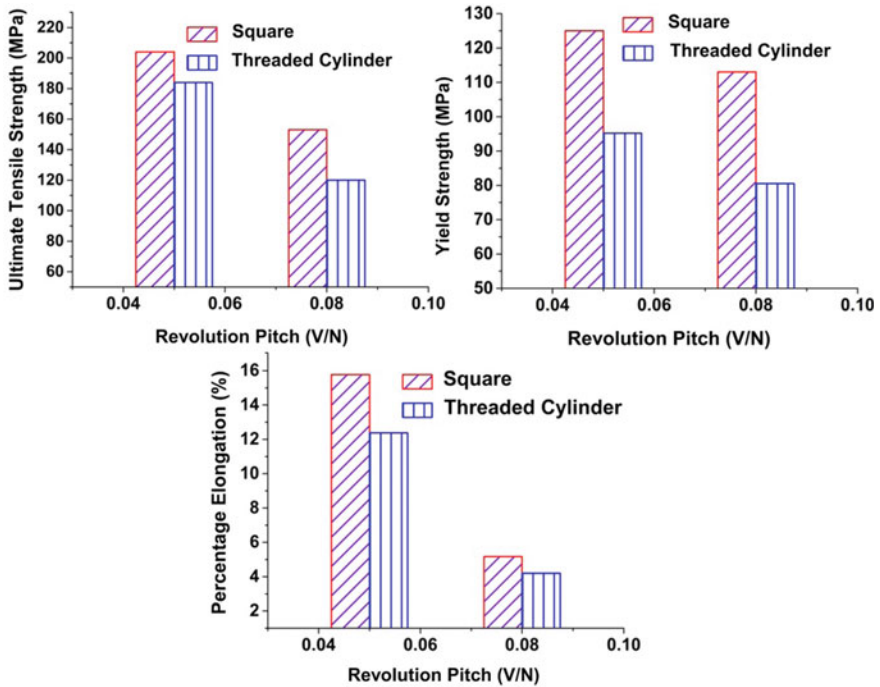 Ultimate Tensile Strength (MPa)
220
200
180
160
140
120
100
80
60
Square
Threaded Cylinder
0.04 0.06 0.08 0.10
Revolution Pitch (V/N)
Yield Strength (MPa)
130
120
110
100
90
80
70
60
50
Square
Threaded Cylinder
0.04 0.06 0.08 0.10
Revolution Pitch (V/N)
Percentage Elongation (%)
16
14
12
10
8
6
4
2
Square
Threaded Cylinder
0.04 0.06 0.08 0.10
Revolution Pitch (V/N)